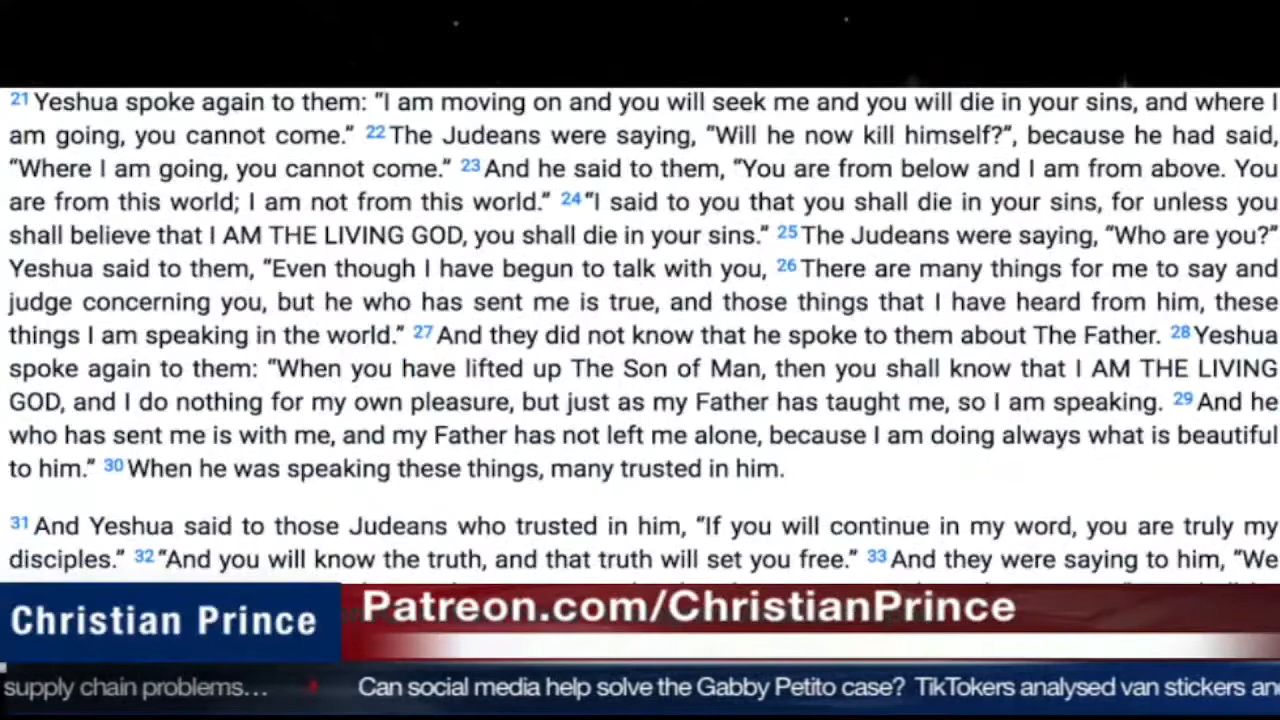 21 Yeshua spoke again to them: “I am moving on and you will seek me and you will die in your sins, and where I
am going, you cannot come.” 22 The Judeans were saying, “Will he now kill himself?”, because he had said,
“Where I am going, you cannot come.” 23 And he said to them, “You are from below and I am from above. You
are from this world; I am not from this world.” 24 “I said to you that you shall die in your sins, for unless you
shall believe that I AM THE LIVING GOD, you shall die in your sins.” 25 The Judeans were saying, “Who are you?”
Yeshua said to them, “Even though I have begun to talk with you, 26 There are many things for me to say and
judge concerning you, but he who has sent me is true, and those things that I have heard from him, these
things I am speaking in the world.” 27 And they did not know that he spoke to them about The Father. 28 Yeshua
spoke again to them: “When you have lifted up The Son of Man, then you shall know that I AM THE LIVING
GOD, and I do nothing for my own pleasure, but just as my Father has taught me, so I am speaking. 29 And he
who has sent me is with me, and my Father has not left me alone, because I am doing always what is beautiful
to him.” 30 When he was speaking these things, many trusted in him.
31 And Yeshua said to those Judeans who trusted in him, “If you will continue in my word, you are truly my
disciples.” 32 “And you will know the truth, and that truth will set you free.” 33 And they were saying to him, “We
Christian Prince
Patreon.com/ChristianPrince
supply chain problems... Can social media help solve the Gabby Petito case? TikTokers analysed van stickers an